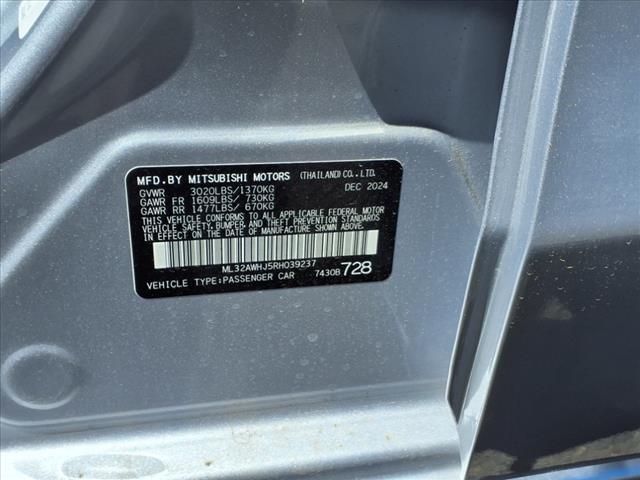 MFD.BY MITSUBISHI MOTORS (THAILAND)CO.,LTD.
GVWR 3020LBS/1370KG DEC 2024
GAWR FR 1609LBS/ 730KG
GAWR RR 1477LBS/ 670KG
THIS VEHICLE CONFORMS TO ALL APPLICABLE FEDERAL MOTOR
VEHICLE SAFETY, BUMPER, AND THEFT PREVENTION STANDARDS
IN EFFECT ON THE DATE OF MANUFACTURE SHOWN ABOVE.
ML32AWHJ5RH039237
VEHICLE TYPE:PASSENGER CAR 7430B 728